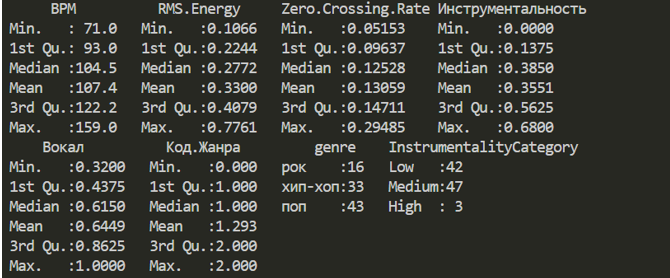 BPM RMS.Energy Zero.Crossing.Rate Инструментальность
Min. : 71.0 Min. :0.1066 Min. :0.05153 Min. :0.0000
1st Qu.: 93.0 1st Qu.:0.2244 1st Qu.:0.09637 1st Qu.:0.1375
Median :104.5 Median :0.2772 Median :0.12528 Median :0.3850
Mean :107.4 Mean :0.3300 Mean :0.13059 Mean :0.3551
3rd Qu.:122.2 3rd Qu.:0.4079 3rd Qu.:0.14711 3rd Qu.:0.5625
Max. :159.0 Max. :0.7761 Max. :0.29485 Max. :0.6800
Вокал Код.Жанра genre InstrumentalityCategory
Min. :0.3200 Min. :0.000 рок :16 Low :42
1st Qu.:0.4375 1st Qu.:1.000 хип-хоп:33 Medium:47
Median :0.6150 Median :1.000 поп :43 High : 3
Mean :0.6449 Mean :1.293
3rd Qu.:0.8625 3rd Qu.:2.000
Max. :1.0000 Max. :2.000